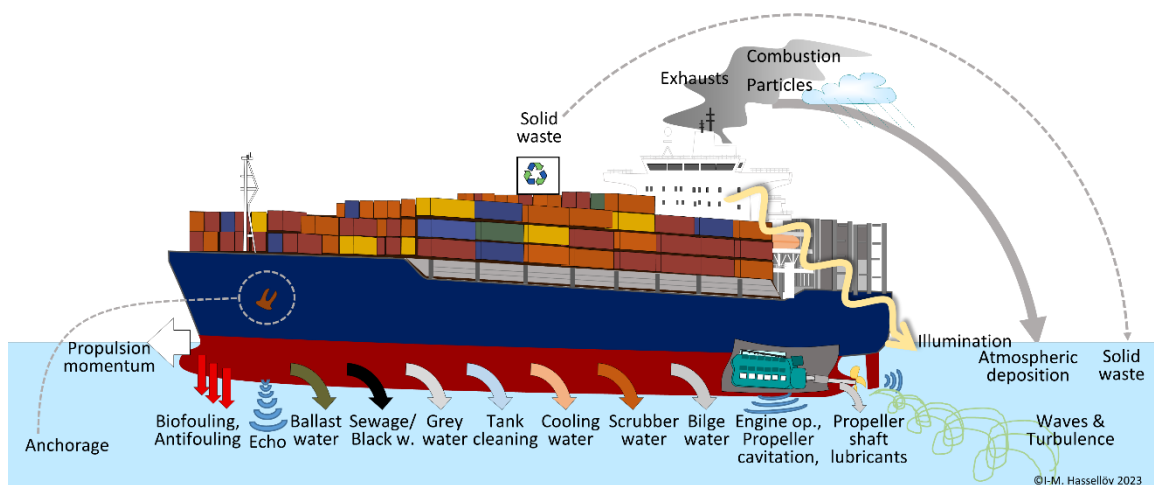 Combustion
Exhausts
Particles
Solid
waste
Illumination
Propulsion
momentum
Atmospheric
deposition
Solid
waste
Anchorage
Biofouling,
Antifouling
Echo
Ballast
water
Sewage/
Black w.
Grey
water
Tank
cleaning
Cooling
water
Scrubber
water
Bilge
water
Engine op.,
Propeller
cavitation,
Propeller
shaft
lubricants
Waves &
Turbulence
©I-M. Hassellöv 2023